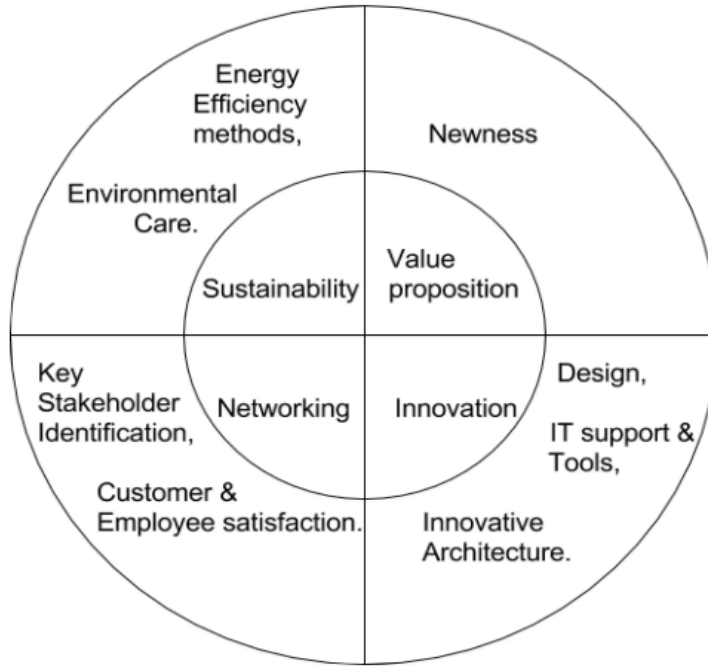 Energy
Efficiency
methods,
Environmental
Care.
Newness
Sustainability
Value
proposition
Key
Stakeholder
Identification,
Customer &
Employee satisfaction.
Networking
Innovation
Design,
IT support &
Tools,
Innovative
Architecture.